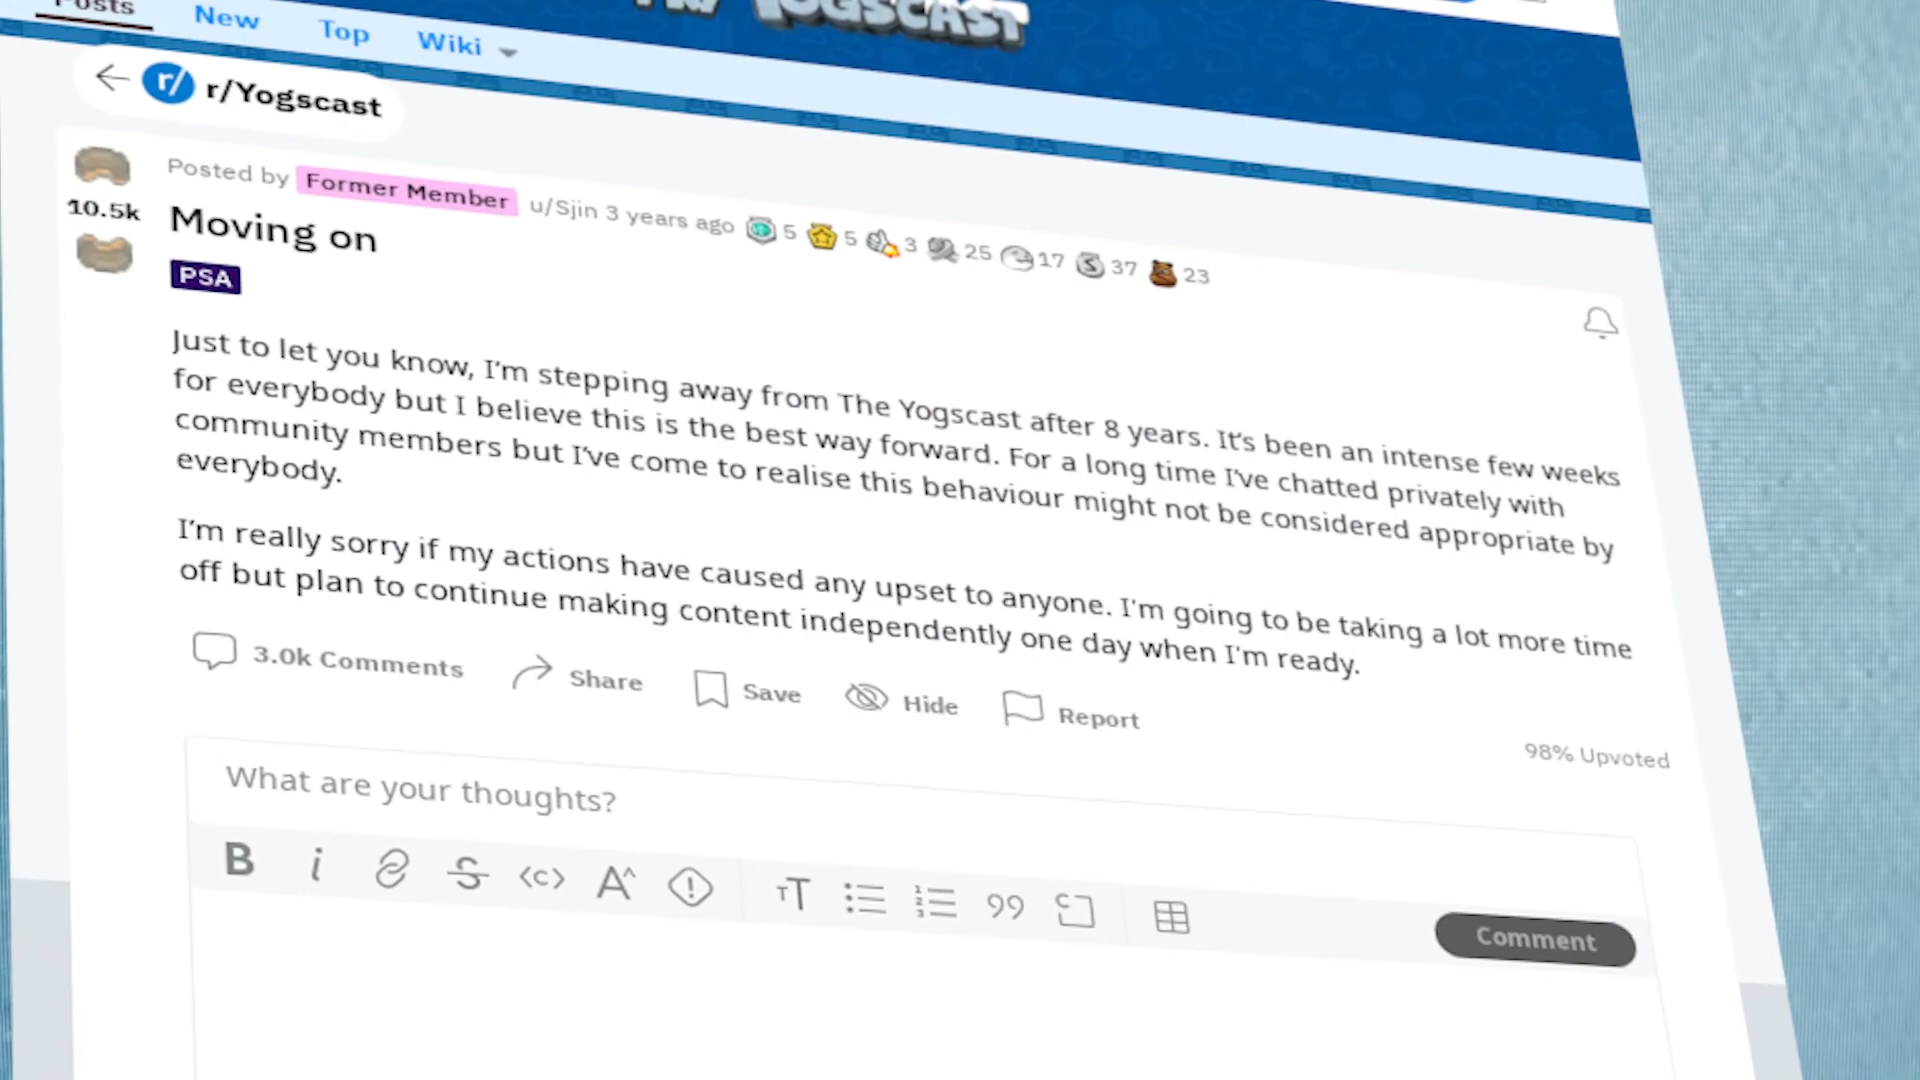 Posts New Top Wiki
YOGSCAST
r/ r/Yogscast
Posted by Former Member u/Sjin 3 years ago 5 5 3 25 17 37 23
10.5k
Moving on
PSA
Just to let you know, I'm stepping away from The Yogscast after 8 years. It's been an intense few weeks
for everybody but I believe this is the best way forward. For a long time I've chatted privately with
community members but I've come to realise this behaviour might not be considered appropriate by
everybody.
I'm really sorry if my actions have caused any upset to anyone. I'm going to be taking a lot more time
off but plan to continue making content independently one day when I'm ready.
3.0k Comments Share Save Hide Report
98% Upvoted
What are your thoughts?
B i <c> A^ тT 99 C
Comment